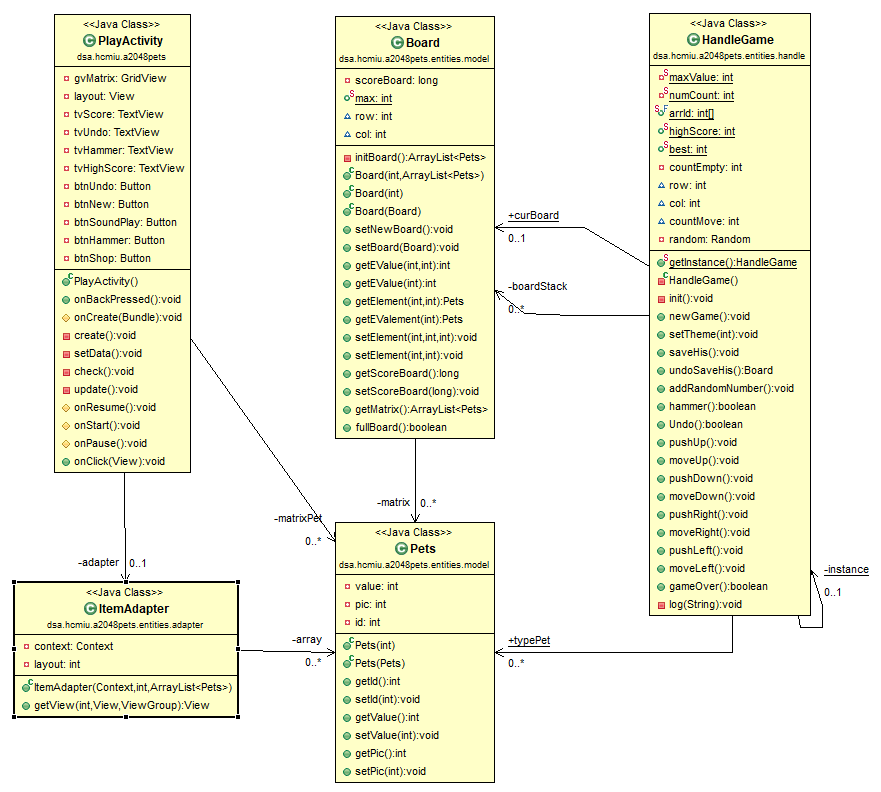 <<Java Class>>
PlayActivity
dsa.hcmiu.a2048pets
gvMatrix: GridView
layout: View
tvScore: TextView
tvUndo: TextView
tvHammer: TextView
tvHighScore: TextView
btnUndo: Button
btnNew: Button
btnSoundPlay: Button
btnHammer: Button
btnShop: Button
PlayActivity()
onBackPressed():void
onCreate(Bundle):void
create():void
setData():void
check():void
update():void
onResume():void
onStart():void
onPause():void
onClick(View):void
<<Java Class>>
Board
dsa.hcmiu.a2048pets.entities.model
scoreBoard: long
max: int
row: int
col: int
initBoard():ArrayList<Pets>
Board(int,ArrayList<Pets>)
Board(int)
Board(Board)
setNewBoard():void
setBoard(Board):void
getEValue(int,int):int
getEValue(int):int
getElement(int,int):Pets
getEValement(int):Pets
setElement(int,int,int):void
setElement(int,int):void
getScoreBoard():long
setScoreBoard(long):void
getMatrix():ArrayList<Pets>
fullBoard():boolean
<<Java Class>>
HandleGame
dsa.hcmiu.a2048pets.entities.handle
maxValue: int
numCount: int
arrId: int[]
highScore: int
best: int
countEmpty: int
row: int
col: int
countMove: int
random: Random
getInstance():HandleGame
HandleGame()
init():void
newGame():void
setTheme(int):void
saveHis():void
undoSaveHis():Board
addRandomNumber():void
hammer():boolean
Undo():boolean
pushUp():void
moveUp():void
pushDown():void
moveDown():void
pushRight():void
moveRight():void
pushLeft():void
moveLeft():void
gameOver():boolean
log(String):void
+curBoard
0..1
-boardStack
0..*
-instance
0..1
-matrix
0..*
-matrixPet
0..*
-adapter
0..1
<<Java Class>>
ItemAdapter
dsa.hcmiu.a2048pets.entities.adapter
context: Context
layout: int
ItemAdapter(Context,int,ArrayList<Pets>)
getView(int,View,ViewGroup):View
-array
0..*
<<Java Class>>
Pets
dsa.hcmiu.a2048pets.entities.model
value: int
pic: int
id: int
Pets(int)
Pets(Pets)
getId():int
setId(int):void
getValue():int
setValue(int):void
getPic():int
setPic(int):void
+typePet
0..*